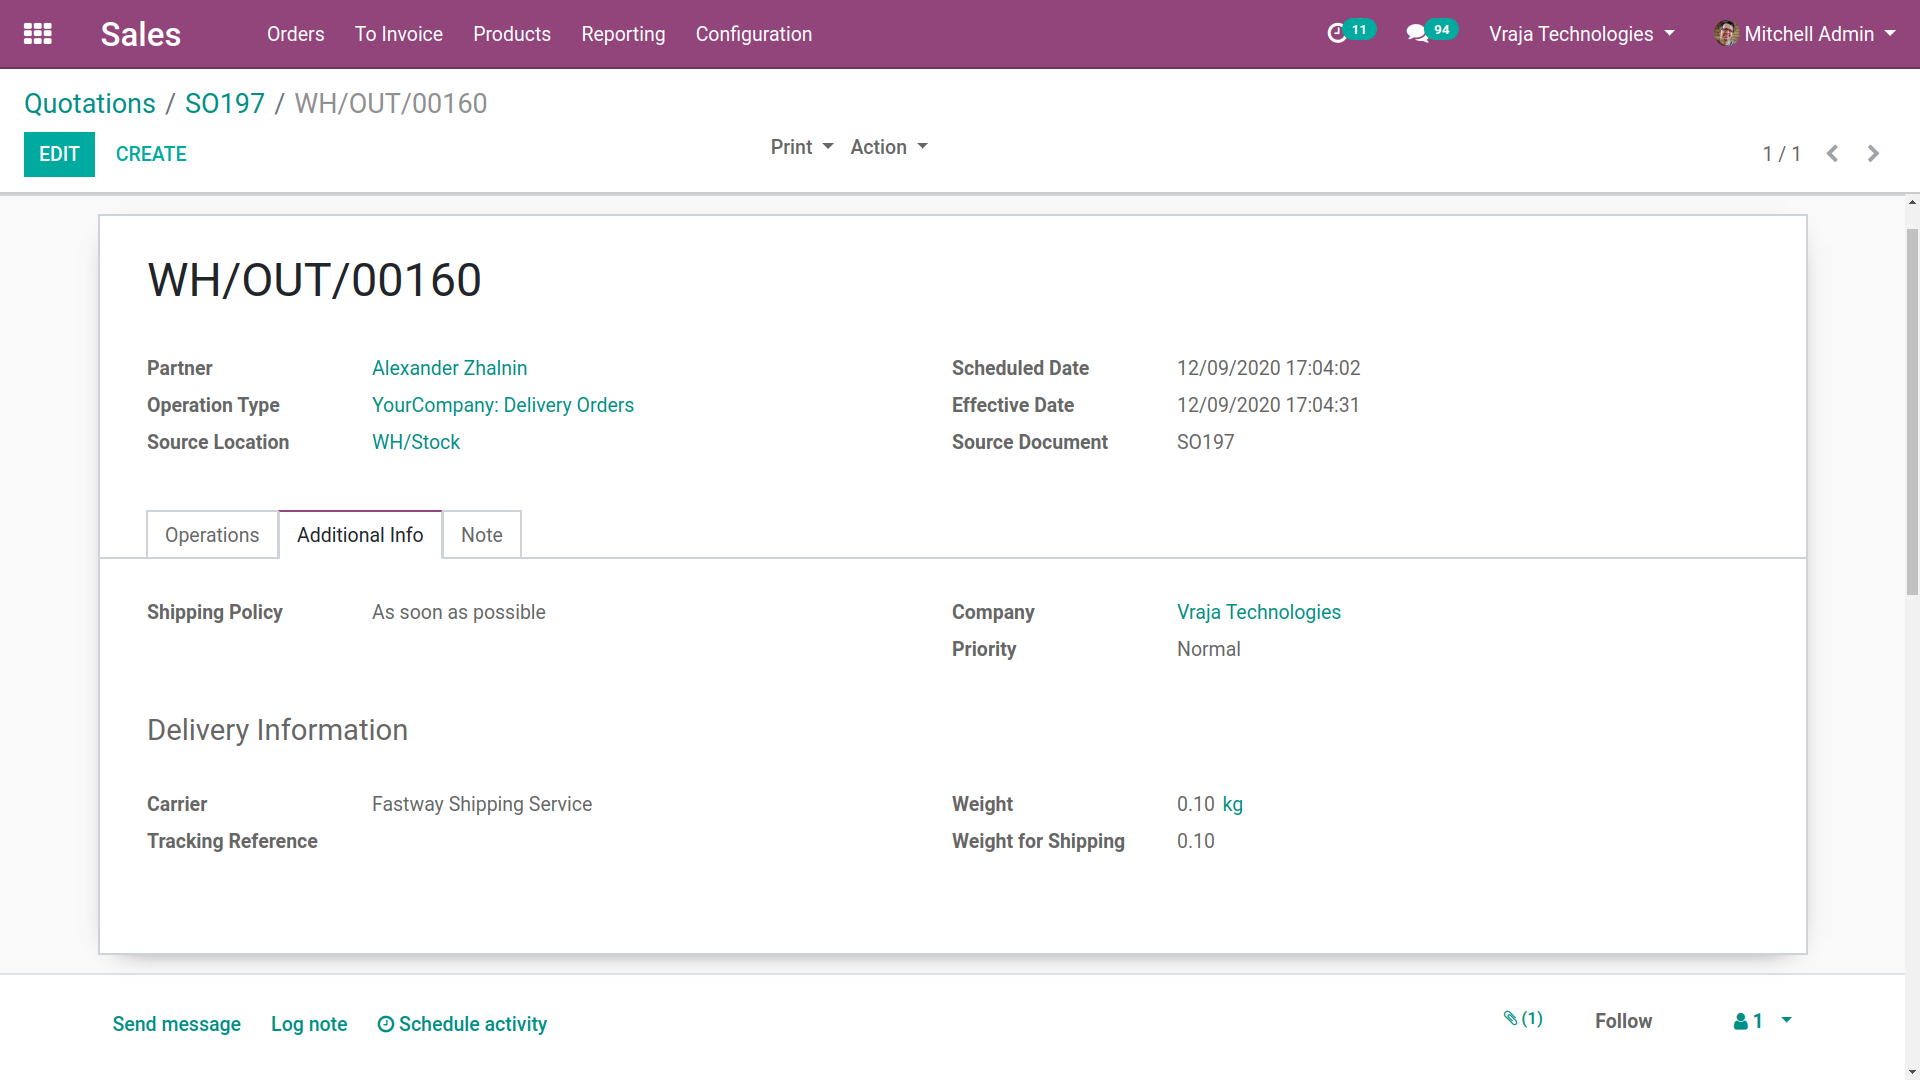 Sales Orders To Invoice Products Reporting Configuration 11 94 Vraja Technologies Mitchell Admin
Quotations / SO197 / WH/OUT/00160
EDIT CREATE Print Action 1 / 1
WH/OUT/00160
Partner Alexander Zhalnin Scheduled Date 12/09/2020 17:04:02
Operation Type YourCompany: Delivery Orders Effective Date 12/09/2020 17:04:31
Source Location WH/Stock Source Document SO197
Operations Additional Info Note
Shipping Policy As soon as possible Company Vraja Technologies
Priority Normal
Delivery Information
Carrier Fastway Shipping Service Weight 0.10 kg
Tracking Reference Weight for Shipping 0.10
Send message Log note Schedule activity (1) Follow 1